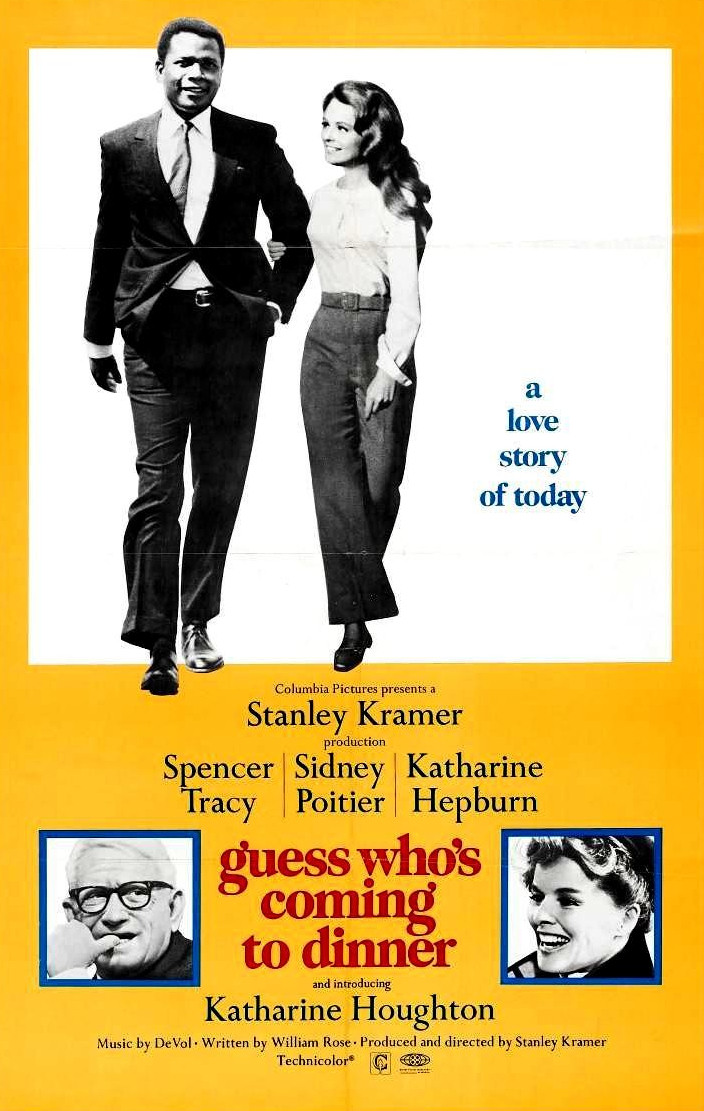 a
love
story
of today
Columbia Pictures presents a
Stanley Kramer
production
Spencer Tracy
Sidney Poitier
Katharine Hepburn
guess who's
coming
to dinner
and introducing
Katharine Houghton
Music by DeVol · Written by William Rose · Produced and directed by Stanley Kramer
Technicolor®